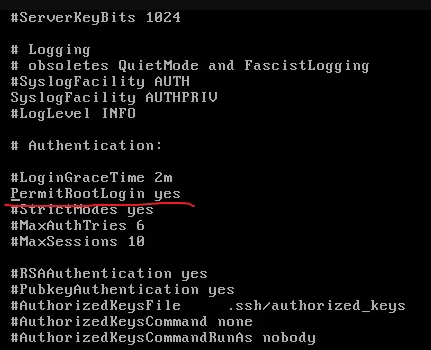 #ServerKeyBits 1024
# Logging
# obsoletes QuietMode and FascistLogging
#SyslogFacility AUTH
SyslogFacility AUTHPRIV
#LogLevel INFO
# Authentication:
#LoginGraceTime 2m
PermitRootLogin yes
#StrictModes yes
#MaxAuthTries 6
#MaxSessions 10
#RSAAuthentication yes
#PubkeyAuthentication yes
#AuthorizedKeysFile .ssh/authorized_keys
#AuthorizedKeysCommand none
#AuthorizedKeysCommandRunAs nobody